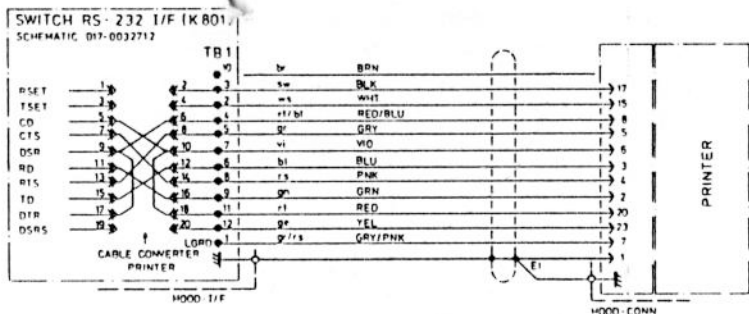 SWITCH RS-232 I/F (K801)
SCHEMATIC D17-0032712
TB1
10 br BRN
RSET 1 2 3 sw BLK 17
TSET 3 4 2 ws WHT 15
CD 5 6 4 rt/bl RED/BLU 8
CTS 7 8 5 gr GRY 5
DSR 9 10 7 vi VIO 6
RD 11 12 6 bl BLU 3
RTS 13 14 8 rs PNK 4
TD 15 16 9 gn GRN 2
DTR 17 18 11 rt RED 20
DSRS 19 20 12 ge YEL 23
LGRD 1 gr/rs GRY/PNK 7
1
E1
CABLE CONVERTER
PRINTER
PRINTER
HOOD-I/F
HOOD-CONN